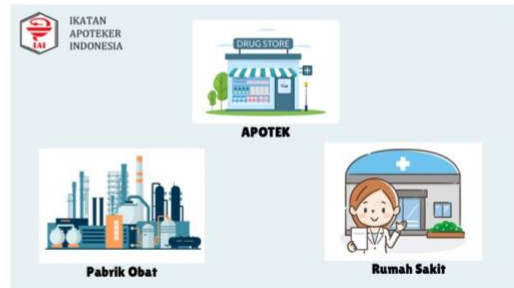 IAI
IKATAN
APOTEKER
INDONESIA
DRUG STORE
APOTEK
Pabrik Obat
Rumah Sakit